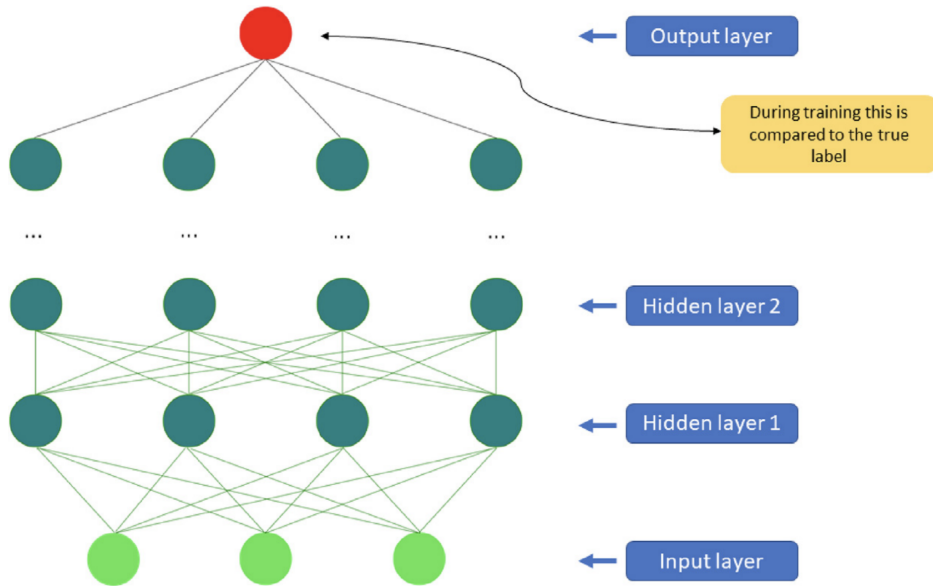 Output layer
During training this is
compared to the true
label
... ... ... ...
Hidden layer 2
Hidden layer 1
Input layer